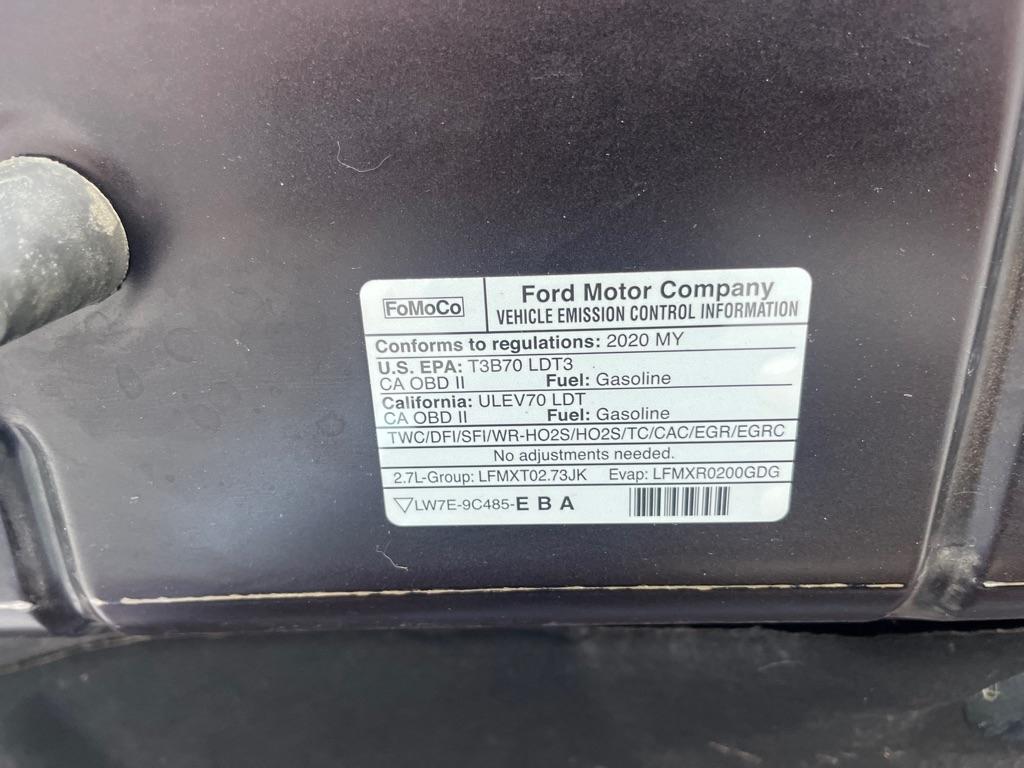 FoMoCo
Ford Motor Company
VEHICLE EMISSION CONTROL INFORMATION
Conforms to regulations: 2020 MY
U.S. EPA: T3B70 LDT3
CA OBD II Fuel: Gasoline
California: ULEV70 LDT
CA OBD II Fuel: Gasoline
TWC/DFI/SFI/WR-HO2S/HO2S/TC/CAC/EGR/EGRC
No adjustments needed.
2.7L-Group: LFMXT02.73JK Evap: LFMXR0200GDG
LW7E-9C485-E B A